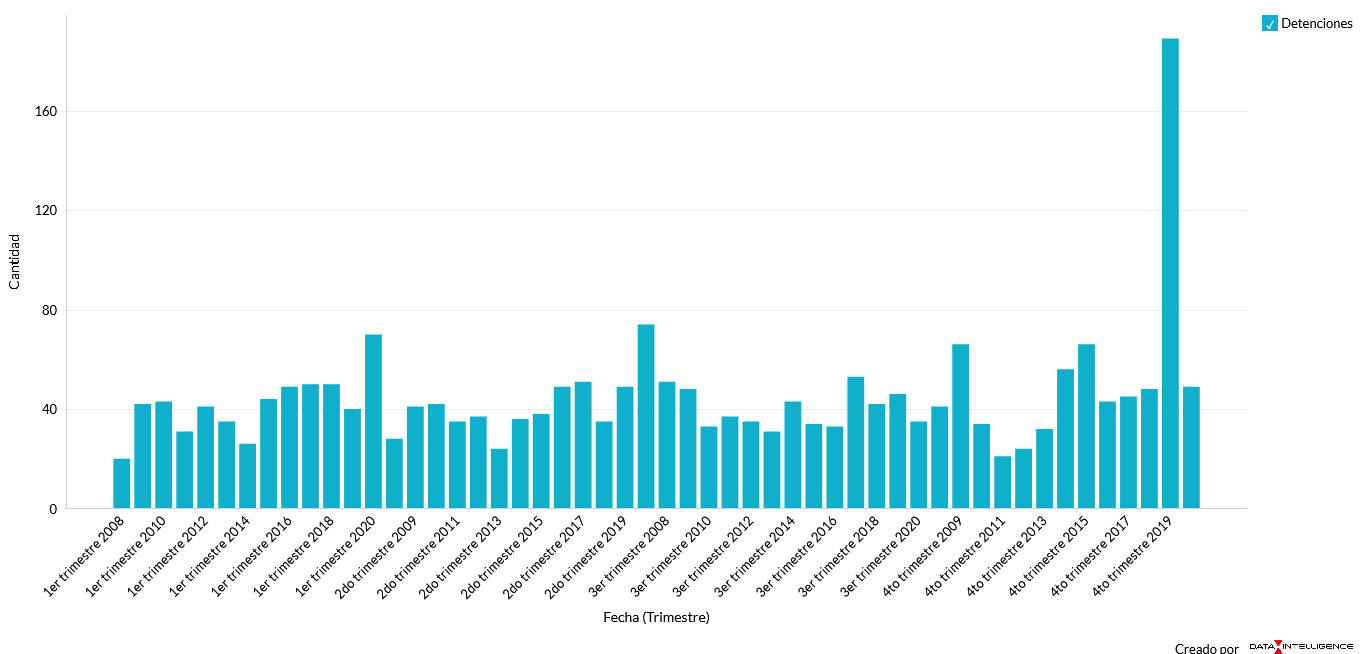 Detenciones
160
120
80
40
0
Cantidad
1er trimestre 2008
1er trimestre 2010
1er trimestre 2012
1er trimestre 2014
1er trimestre 2016
1er trimestre 2018
1er trimestre 2020
2do trimestre 2009
2do trimestre 2011
2do trimestre 2013
2do trimestre 2015
2do trimestre 2017
2do trimestre 2019
3er trimestre 2008
3er trimestre 2010
3er trimestre 2012
3er trimestre 2014
3er trimestre 2016
3er trimestre 2018
3er trimestre 2020
4to trimestre 2009
4to trimestre 2011
4to trimestre 2013
4to trimestre 2015
4to trimestre 2017
4to trimestre 2019
Fecha (Trimestre)
Creado por DATA INTELLIGENCE